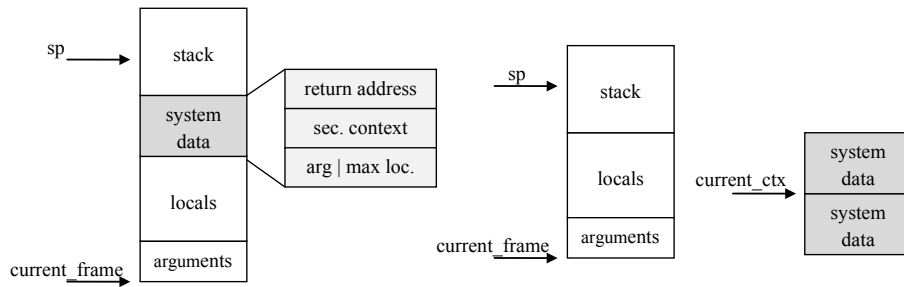 sp
stack
return address
system
data
sec. context
arg | max loc.
locals
arguments
current_frame
sp
stack
locals
arguments
current_frame
current_ctx
system
data
system
data